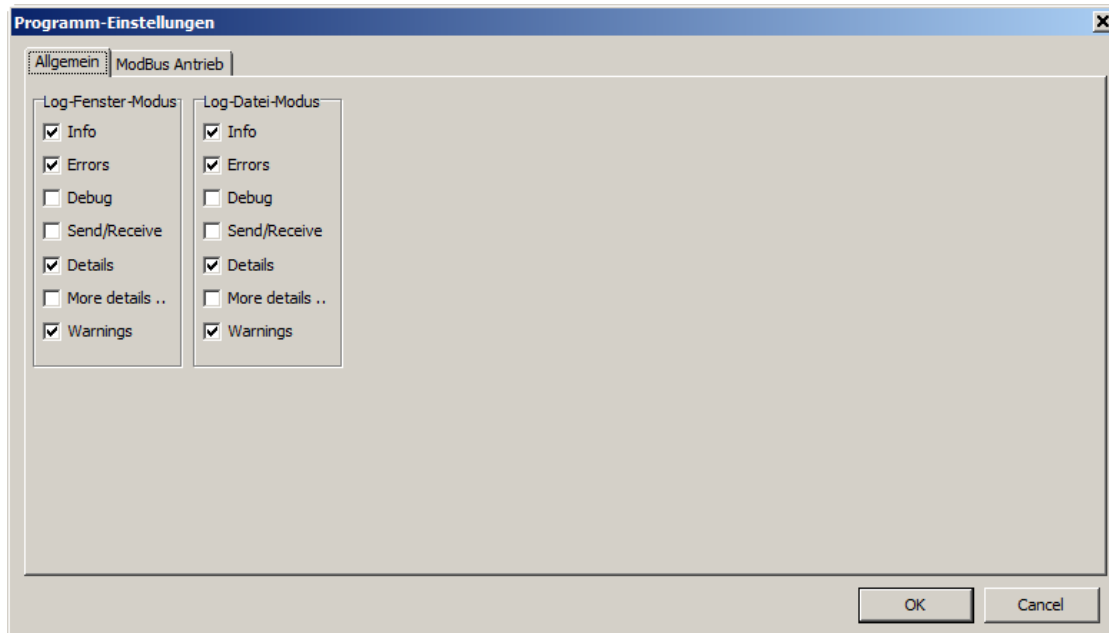 Programm-Einstellungen
Allgemein ModBus Antrieb
Log-Fenster-Modus Log-Datei-Modus
Info Info
Errors Errors
Debug Debug
Send/Receive Send/Receive
Details Details
More details .. More details ..
Warnings Warnings
OK Cancel